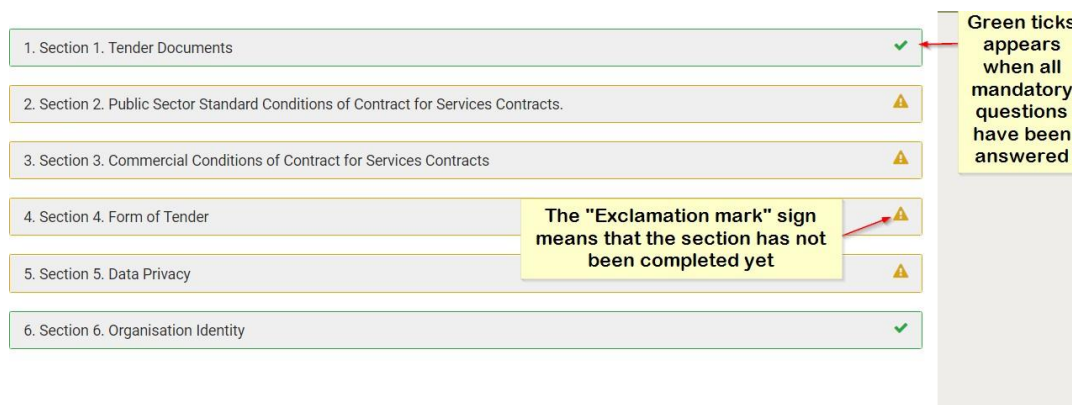 1. Section 1. Tender Documents
2. Section 2. Public Sector Standard Conditions of Contract for Services Contracts.
3. Section 3. Commercial Conditions of Contract for Services Contracts
4. Section 4. Form of Tender
5. Section 5. Data Privacy
6. Section 6. Organisation Identity
Green ticks
appears
when all
mandatory
questions
have been
answered
The "Exclamation mark" sign
means that the section has not
been completed yet